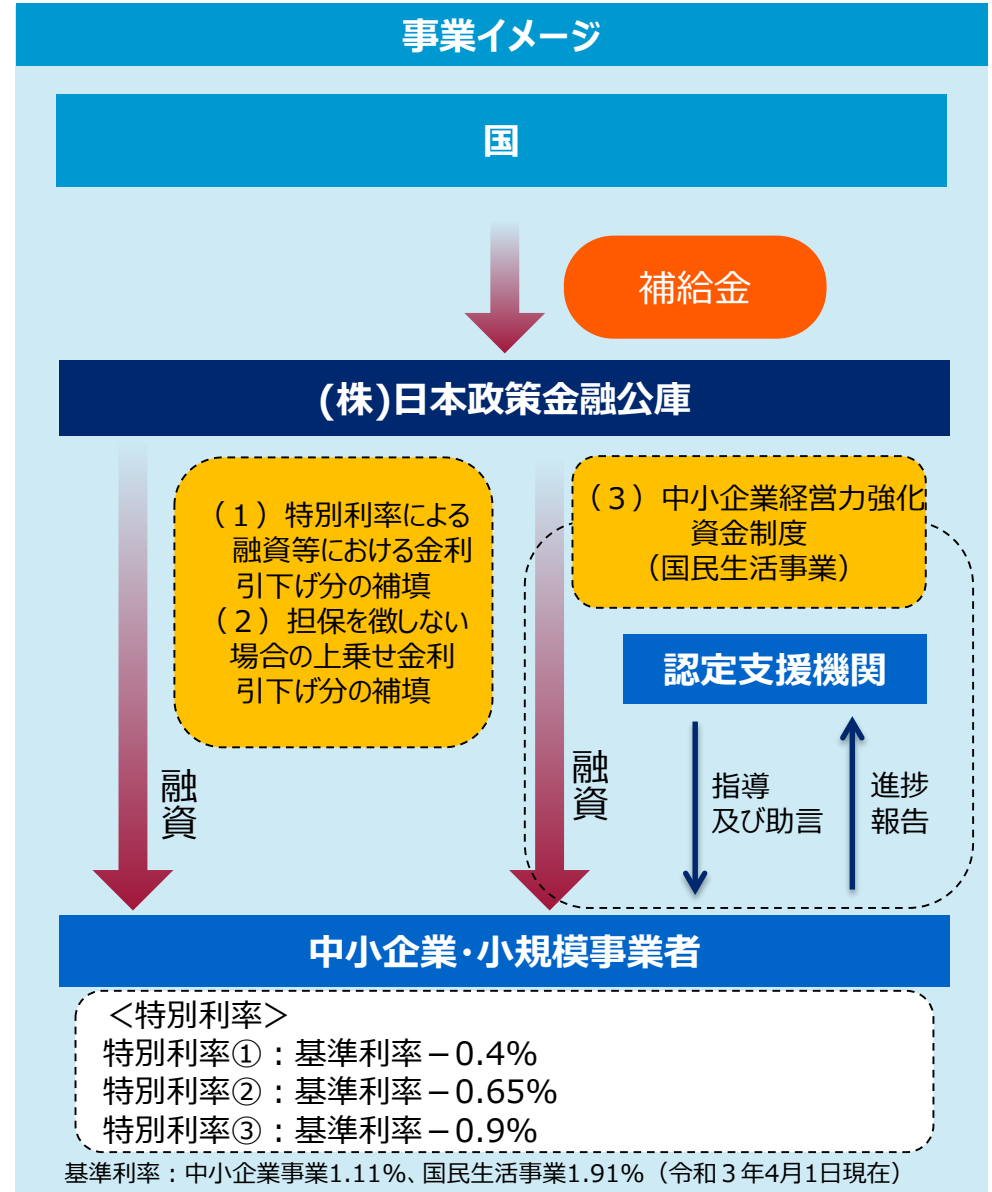 事業イメージ
国
補給金
(株)日本政策金融公庫
（１）特別利率による
融資等における金利
引下げ分の補填
（２）担保を徴しない
場合の上乗せ金利
引下げ分の補填
（３）中小企業経営力強化
資金制度
（国民生活事業）
認定支援機関
融資
融資
指導
及び助言
進捗
報告
中小企業・小規模事業者
＜特別利率＞
特別利率①：基準利率－0.4%
特別利率②：基準利率－0.65%
特別利率③：基準利率－0.9%
基準利率：中小企業事業1.11%、国民生活事業1.91%（令和３年4月1日現在）